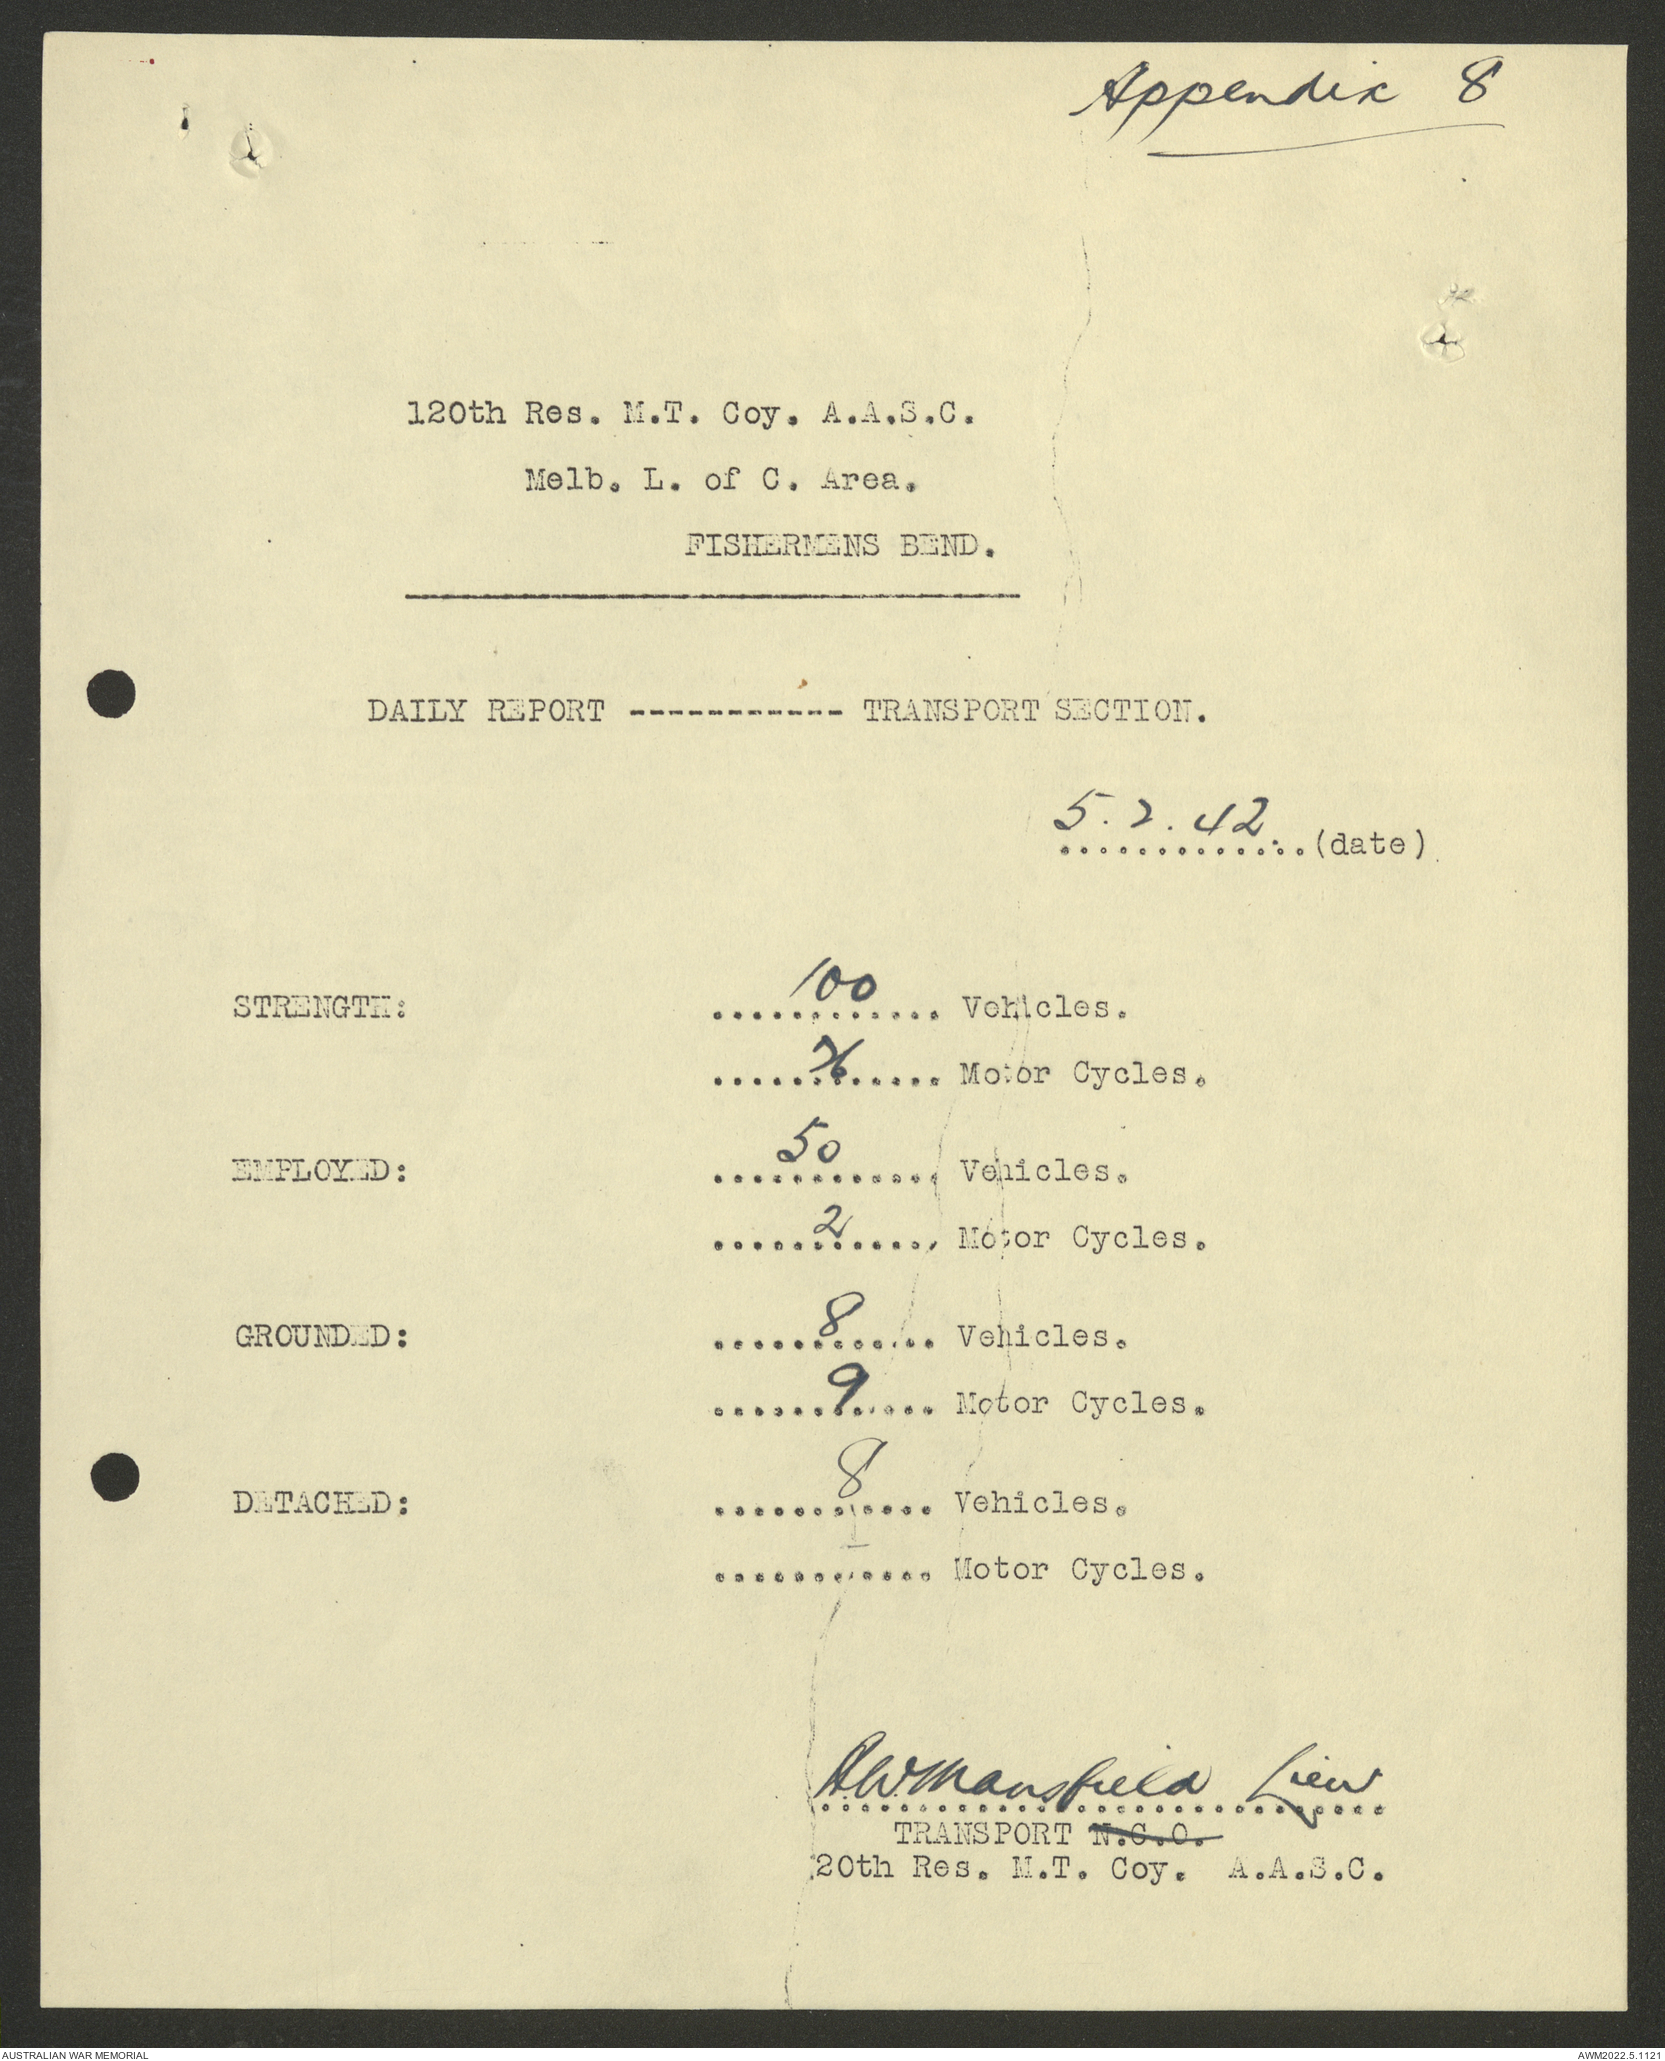 Appendix 8
120th Res. M.T. Coy. A.A.S.C.
Melb. L. of C. Area.
FISHERMENS BEND.
DAILY REPORT ----------- TRANSPORT SECTION.
5. 2. 42
.............(date)
STRENGTH: 100 ............ Vehicles.
............ Motor Cycles.
EMPLOYED: 50 ............ Vehicles.
2 ............ Motor Cycles.
GROUNDED: 8 ............ Vehicles.
9 ............ Motor Cycles.
DETACHED: 8 ............ Vehicles.
............ Motor Cycles.
Mansfield Lieut
TRANSPORT N.C.O.
20th Res. M.T. Coy. A.A.S.C.
AUSTRALIAN WAR MEMORIAL
AWM2022.5.1121